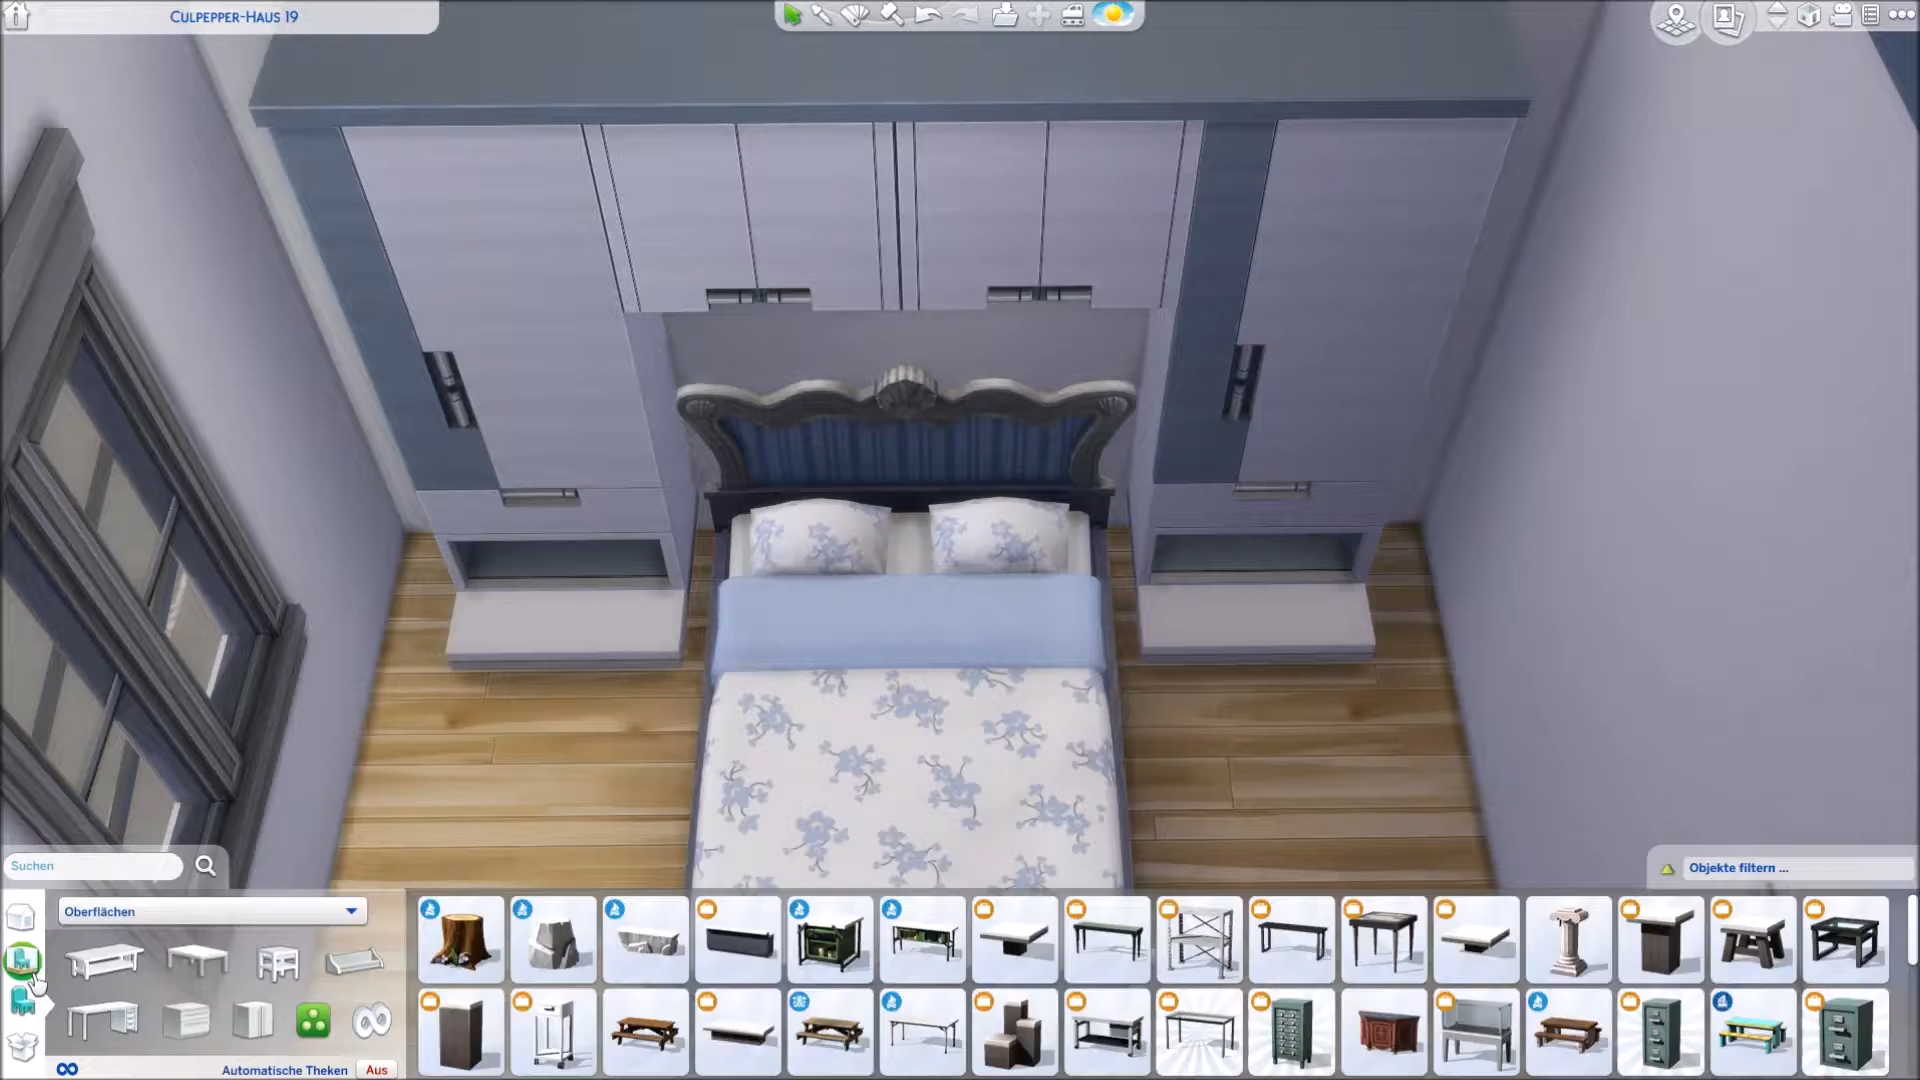 Culpepper-Haus 19
Suchen
Objekte filtern ...
Oberflächen
Automatische Theken
Aus